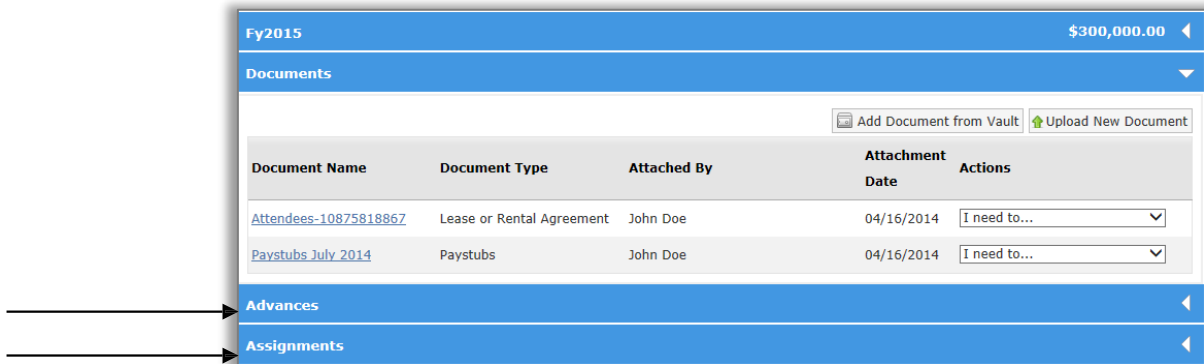 Fy2015 $300,000.00
Documents
Add Document from Vault Upload New Document
Document Name Document Type Attached By Attachment Date Actions
Attendees-10875818867 Lease or Rental Agreement John Doe 04/16/2014 I need to...
Paystubs July 2014 Paystubs John Doe 04/16/2014 I need to...
Advances
Assignments